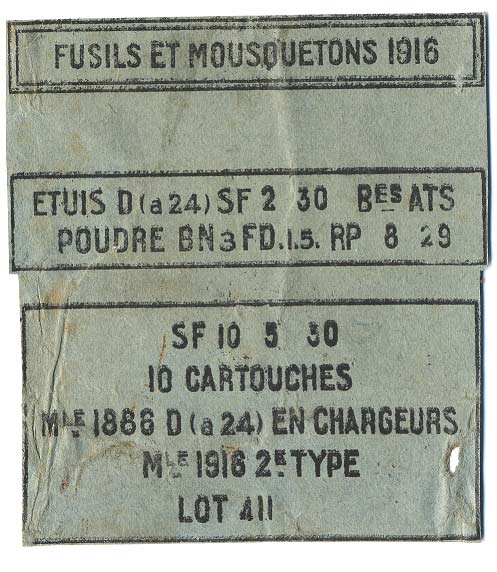 FUSILS ET MOUSQUETONS 1916
ETUIS D (a 24) SF 2 30 BES ATS
POUDRE BN3 FD.I.5. RP 8 29
SF 10 5 30
10 CARTOUCHES
MLE 1886 D (a 24) EN CHARGEURS
MLE 1916 2E TYPE
LOT 411